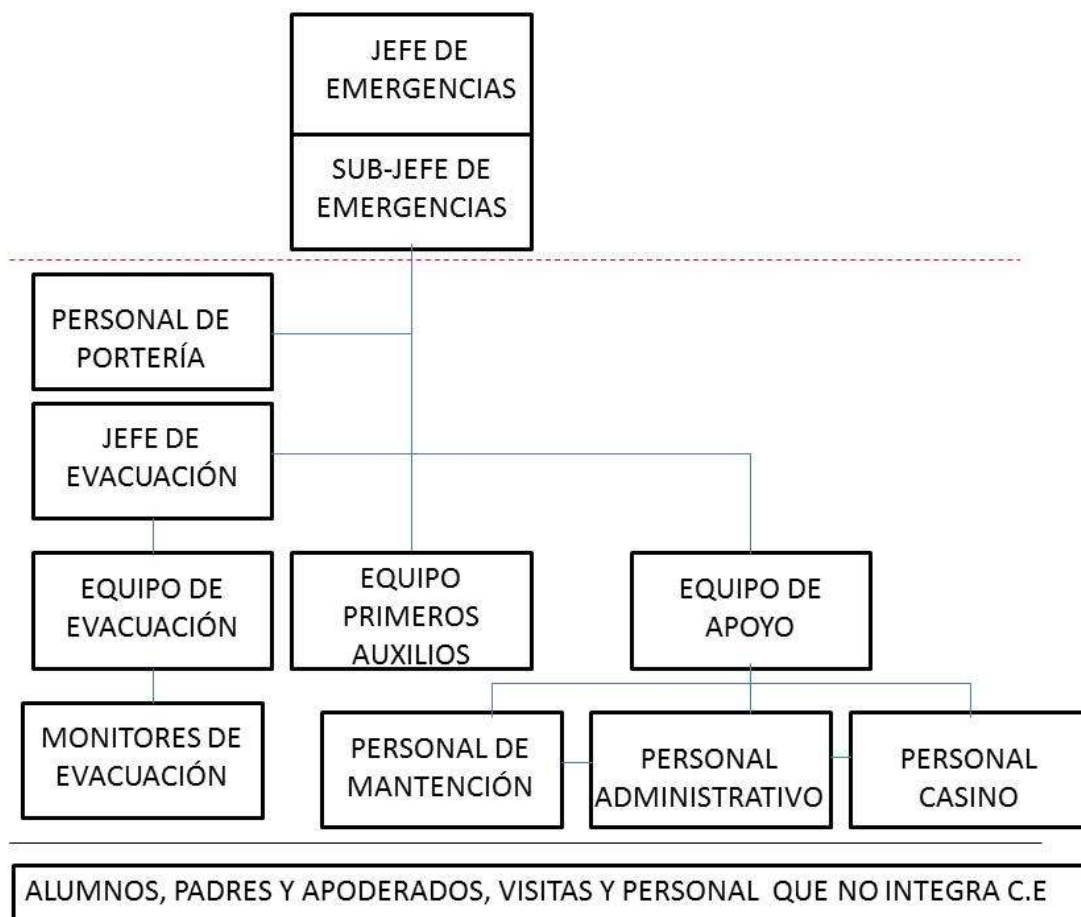 JEFE DE
EMERGENCIAS
SUB-JEFE DE
EMERGENCIAS
PERSONAL DE
PORTERÍA
JEFE DE
EVACUACIÓN
EQUIPO DE
EVACUACIÓN
EQUIPO
PRIMEROS
AUXILIOS
EQUIPO DE
APOYO
MONITORES DE
EVACUACIÓN
PERSONAL DE
MANTENCIÓN
PERSONAL
ADMINISTRATIVO
PERSONAL
CASINO
ALUMNOS, PADRES Y APODERADOS, VISITAS Y PERSONAL QUE NO INTEGRA C.E